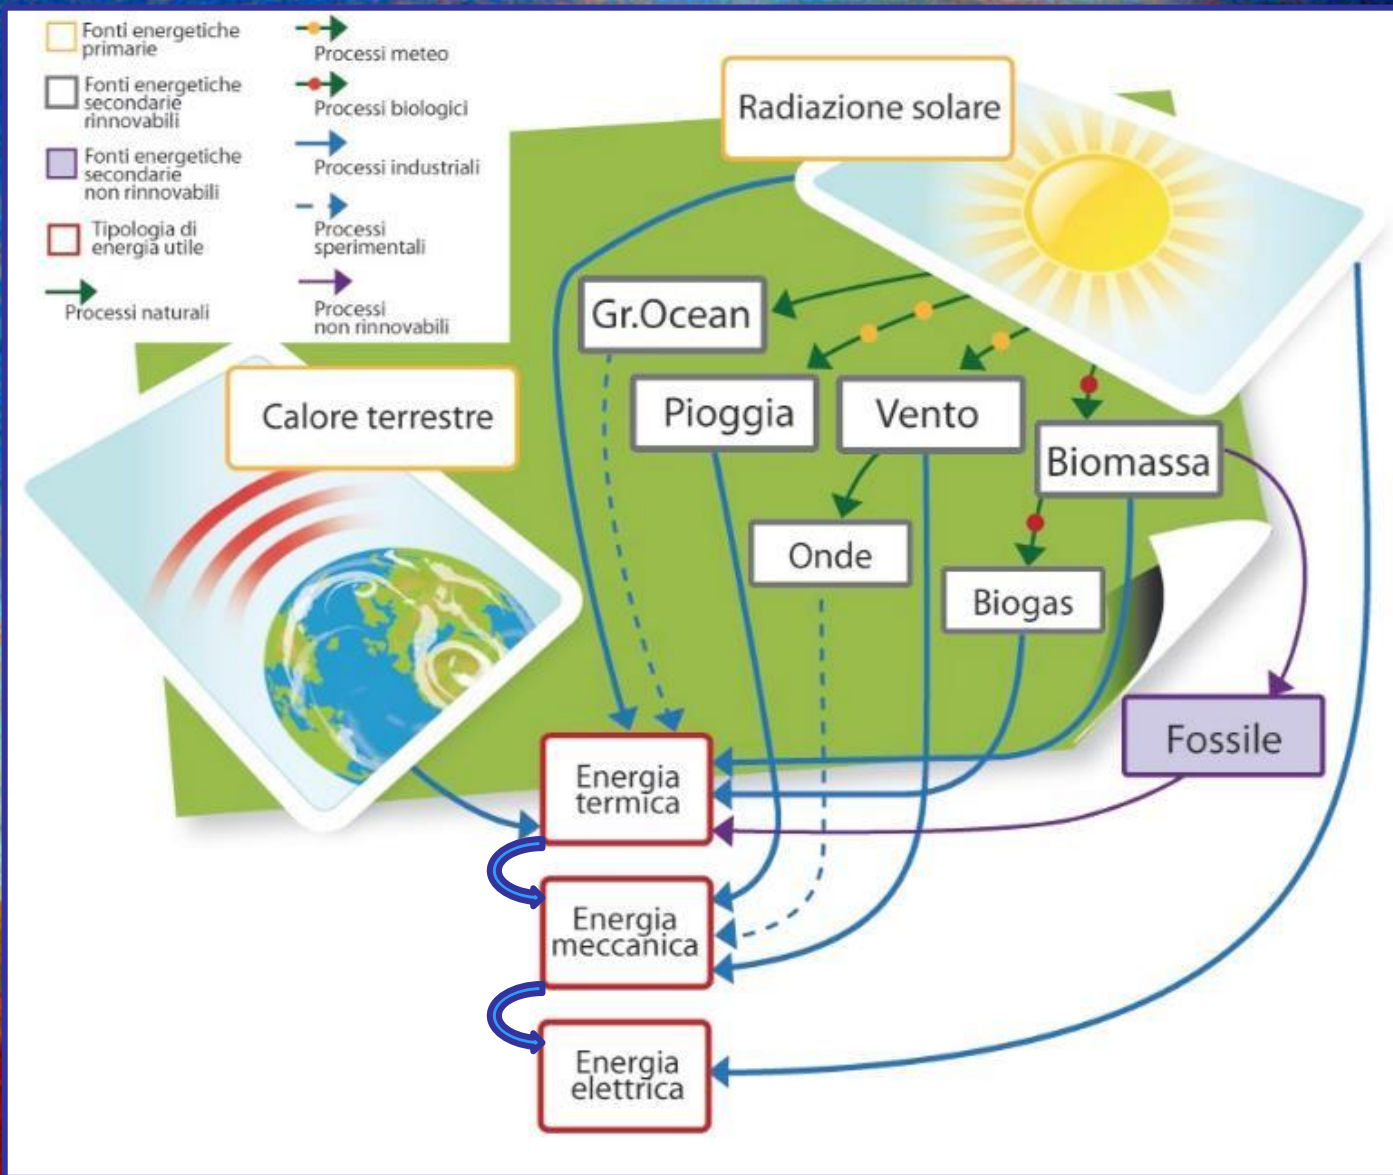 Fonti energetiche
primarie
Fonti energetiche
secondarie
rinnovabili
Fonti energetiche
secondarie
non rinnovabili
Tipologia di
energia utile
Processi naturali
Processi meteo
Processi biologici
Processi industriali
Processi
sperimentali
Processi
non rinnovabili
Radiazione solare
Gr.Ocean
Calore terrestre
Pioggia
Vento
Biomassa
Onde
Biogas
Fossile
Energia
termica
Energia
meccanica
Energia
elettrica